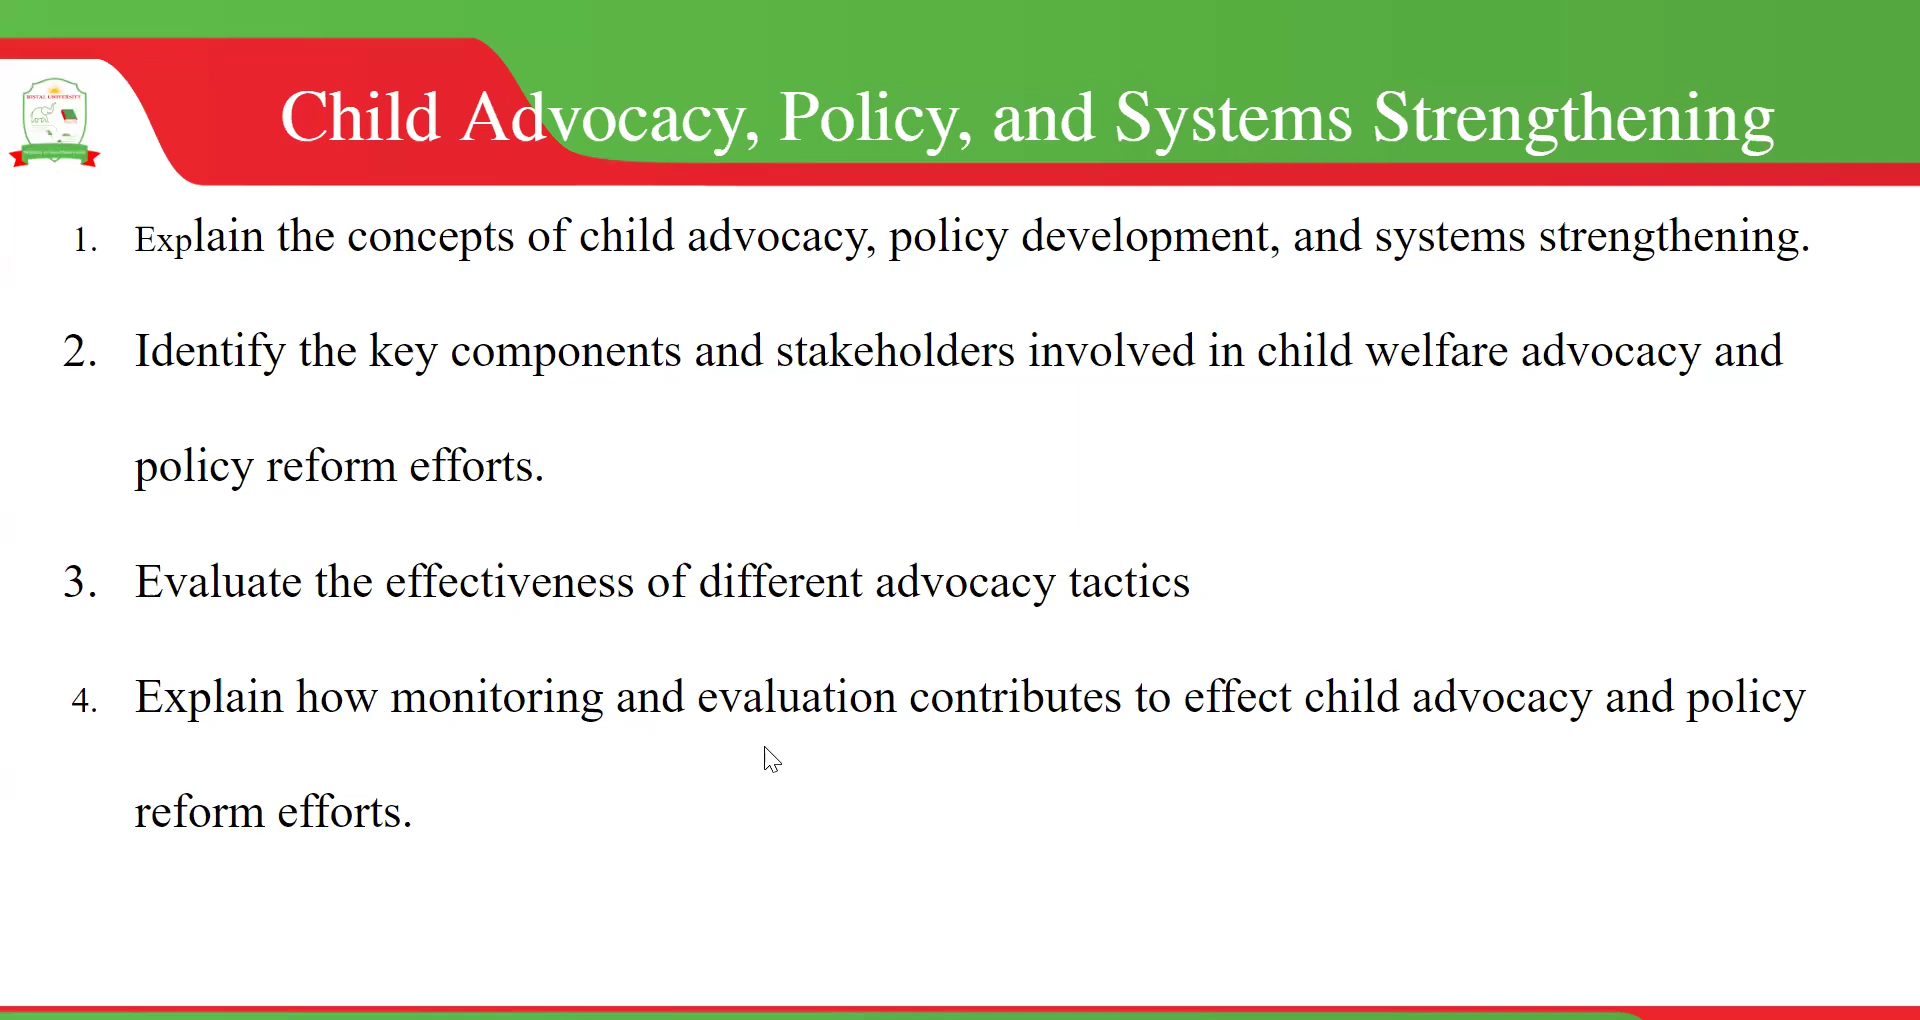 Child Advocacy, Policy, and Systems Strengthening
1. Explain the concepts of child advocacy, policy development, and systems strengthening.
2. Identify the key components and stakeholders involved in child welfare advocacy and
policy reform efforts.
3. Evaluate the effectiveness of different advocacy tactics
4. Explain how monitoring and evaluation contributes to effect child advocacy and policy
reform efforts.